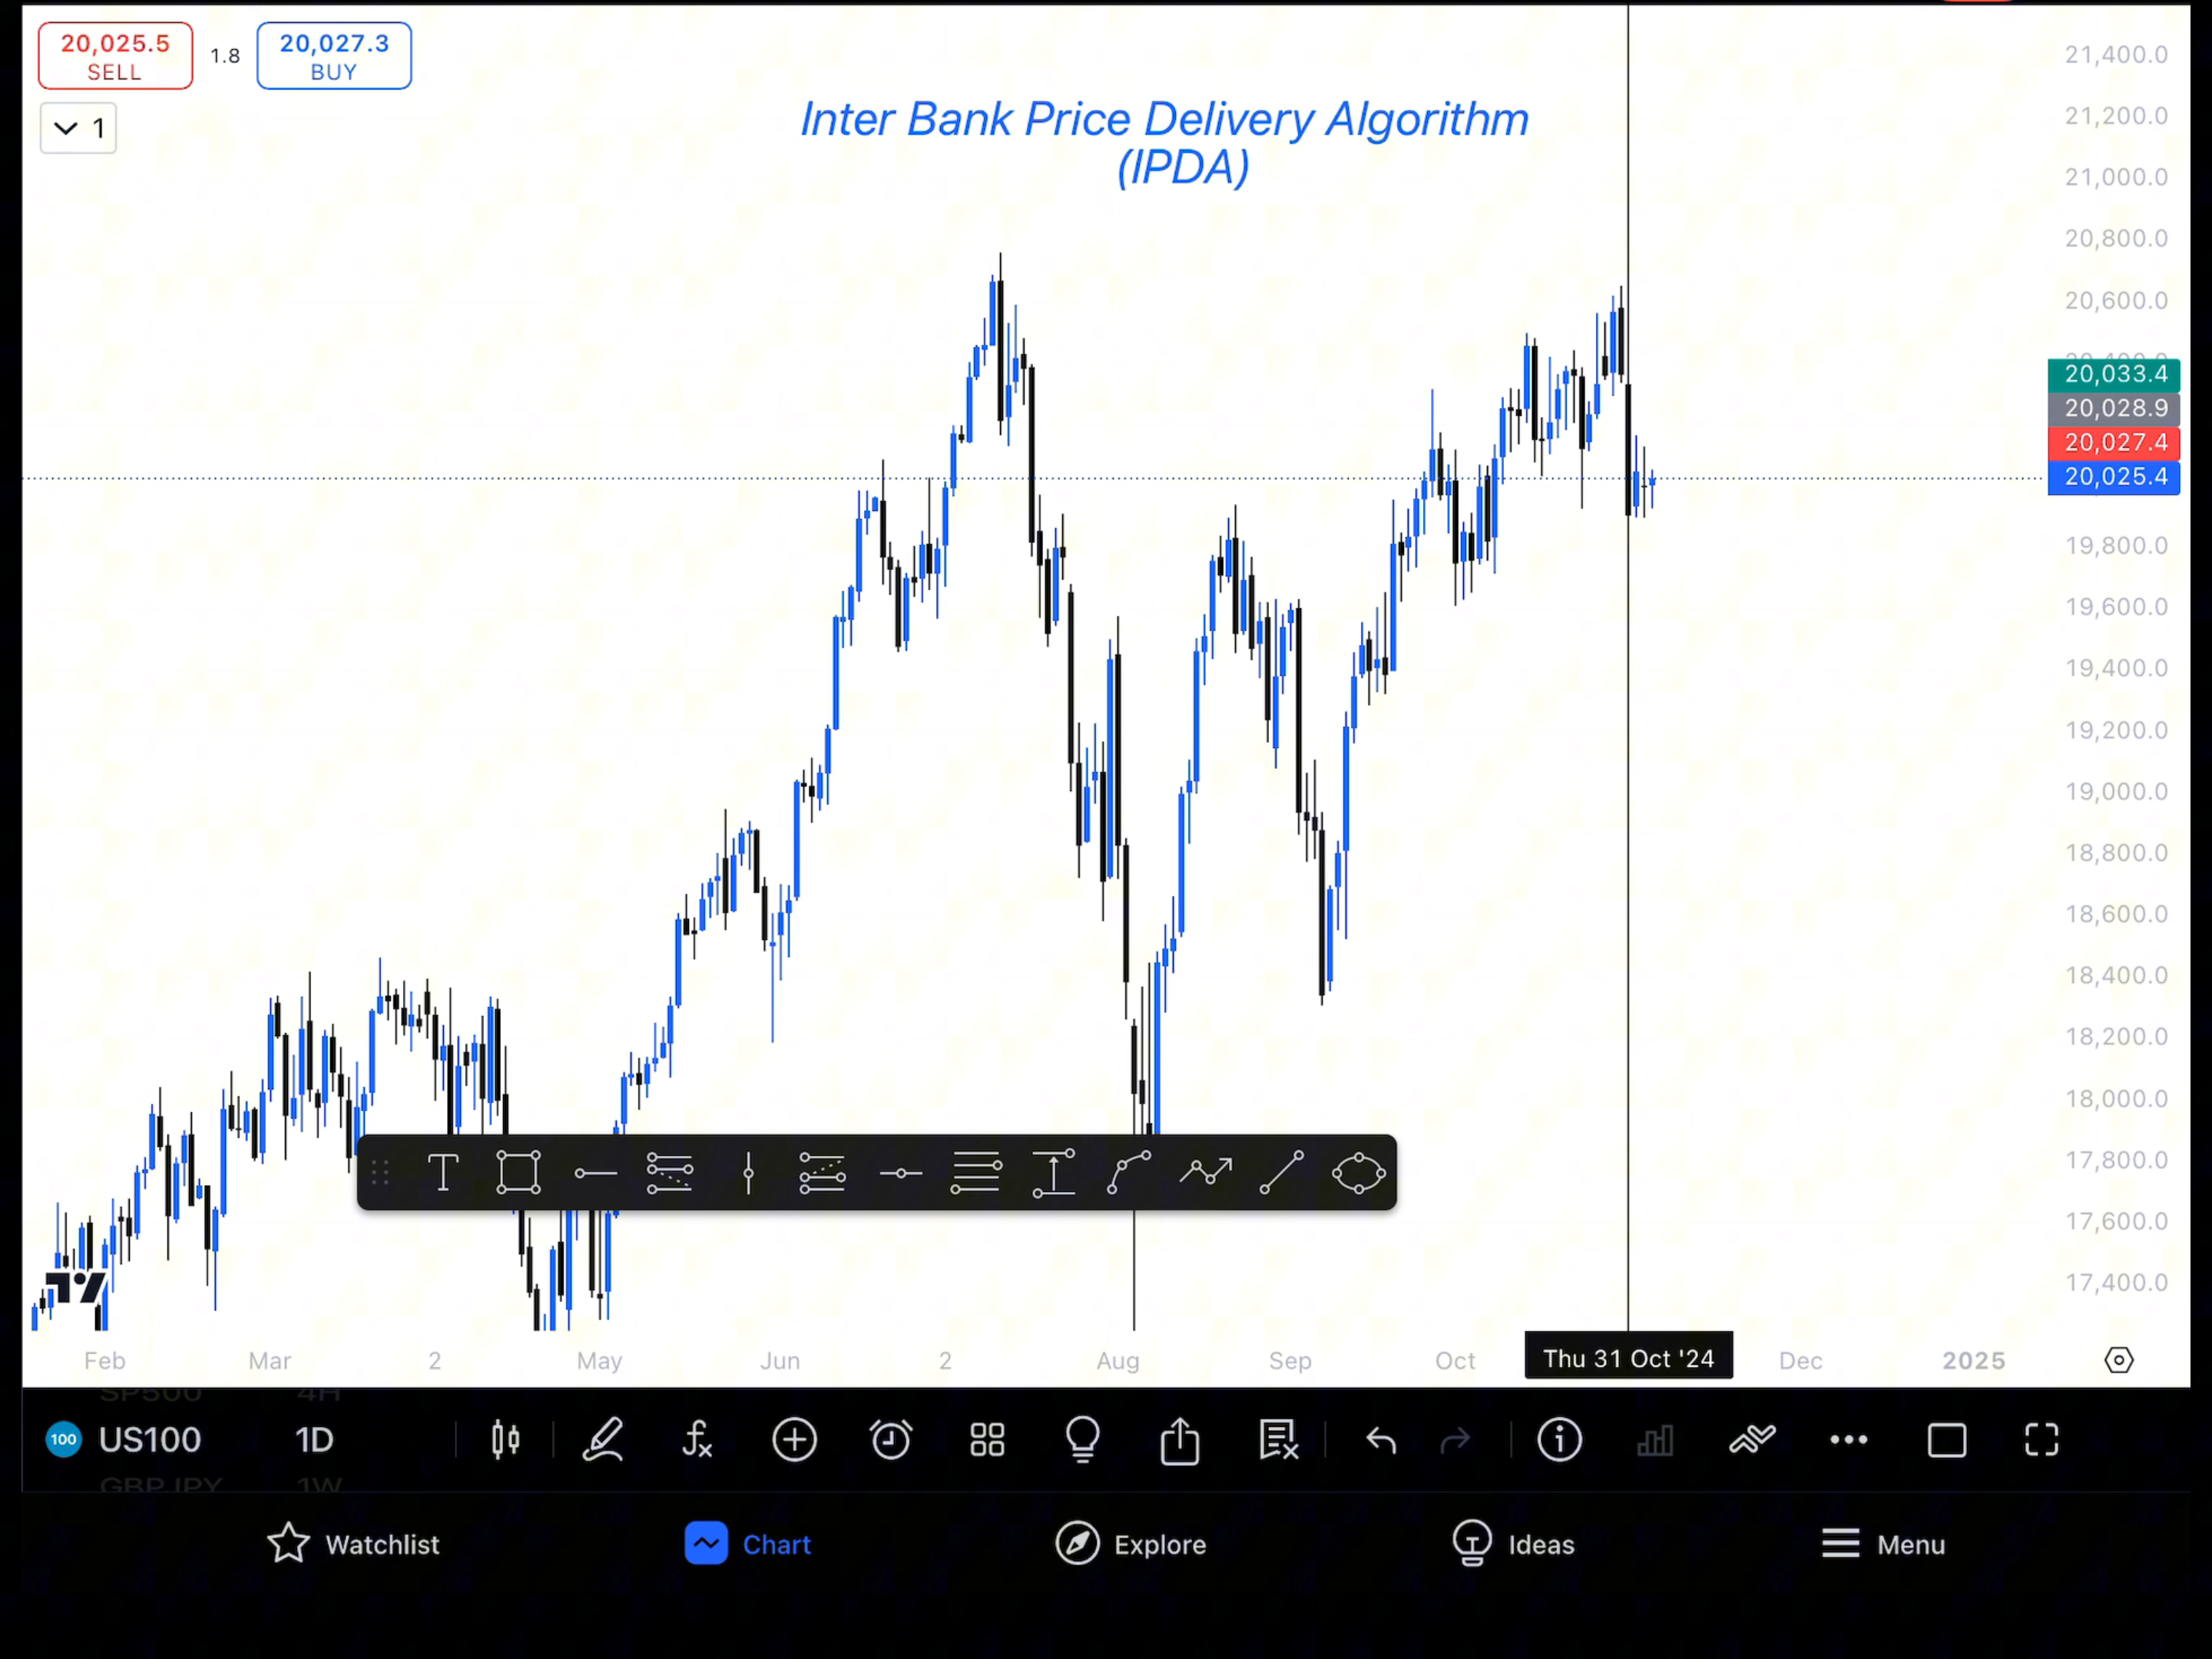 20,025.5
SELL
1.8
20,027.3
BUY
1
Inter Bank Price Delivery Algorithm
(IPDA)
21,400.0
21,200.0
21,000.0
20,800.0
20,600.0
20,033.4
20,028.9
20,027.4
20,025.4
19,800.0
19,600.0
19,400.0
19,200.0
19,000.0
18,800.0
18,600.0
18,400.0
18,200.0
18,000.0
17,800.0
17,600.0
17,400.0
Feb Mar 2 May Jun 2 Aug Sep Oct Thu 31 Oct '24 Dec 2025
SP500 4H
100 US100 1D
GBPJPY 1W
Watchlist Chart Explore Ideas Menu